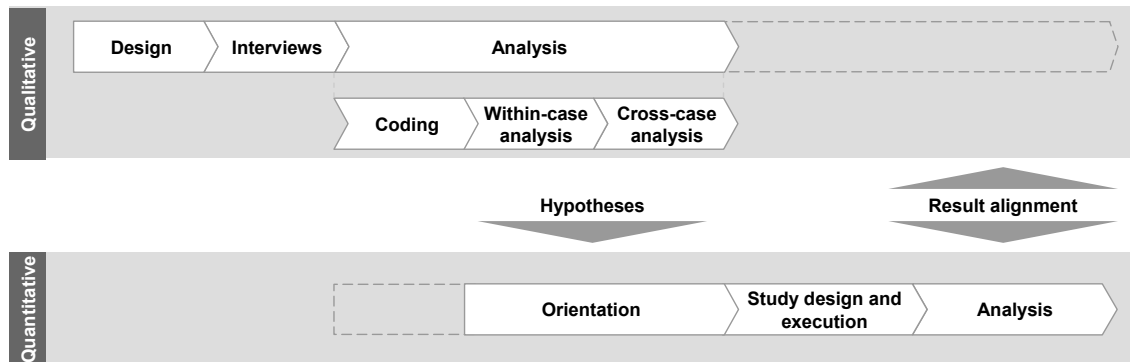 Qualitative
Design
Interviews
Analysis
Coding
Within-case
analysis
Cross-case
analysis
Hypotheses
Result alignment
Quantitative
Orientation
Study design and
execution
Analysis